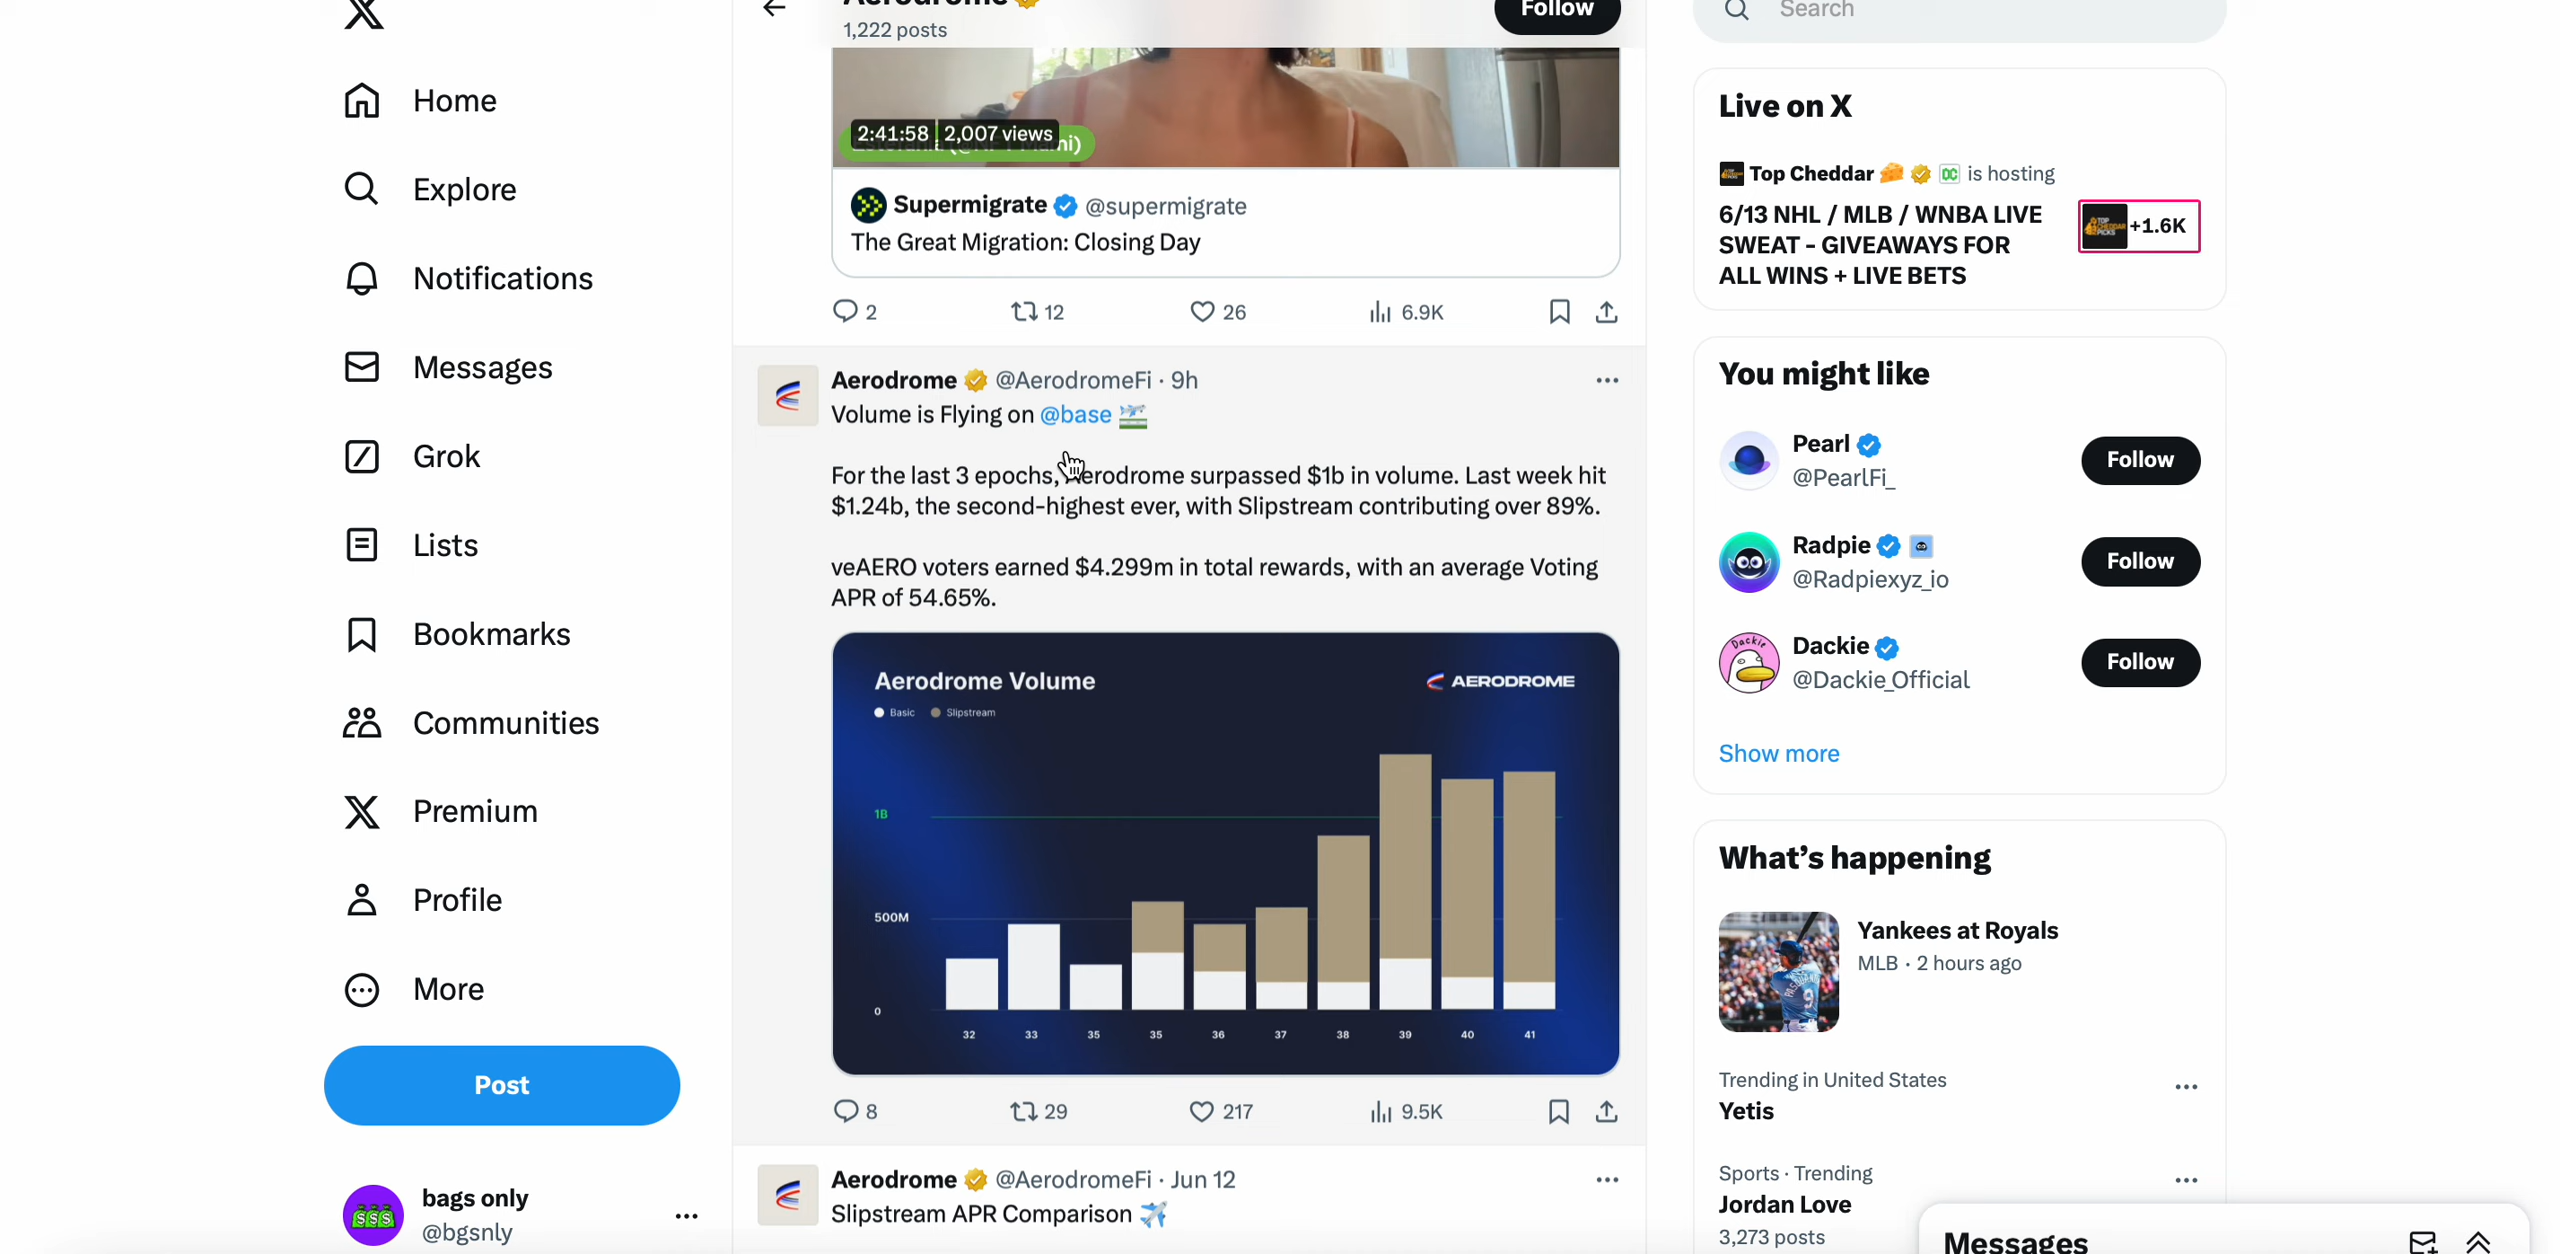 1,222 posts
Follow
Search
Home
Explore
Notifications
Messages
Grok
Lists
Bookmarks
Communities
Premium
Profile
More
Post
bags only
@bgsnly
2:41:58 2,007 views
Supermigrate @supermigrate
The Great Migration: Closing Day
2 12 26 6.9K
Aerodrome @AerodromeFi · 9h
Volume is Flying on @base
For the last 3 epochs, Aerodrome surpassed $1b in volume. Last week hit
$1.24b, the second-highest ever, with Slipstream contributing over 89%.
veAERO voters earned $4.299m in total rewards, with an average Voting
APR of 54.65%.
Aerodrome Volume
AERODROME
Basic Slipstream
1B
500M
0
32 33 35 35 36 37 38 39 40 41
8 29 217 9.5K
Aerodrome @AerodromeFi · Jun 12
Slipstream APR Comparison
Live on X
Top Cheddar is hosting
6/13 NHL / MLB / WNBA LIVE
SWEAT - GIVEAWAYS FOR
ALL WINS + LIVE BETS
+1.6K
You might like
Pearl
@PearlFi_
Follow
Radpie
@Radpiexyz_io
Follow
Dackie
@Dackie_Official
Follow
Show more
What's happening
Yankees at Royals
MLB · 2 hours ago
Trending in United States
Yetis
Sports · Trending
Jordan Love
3,273 posts
Messages